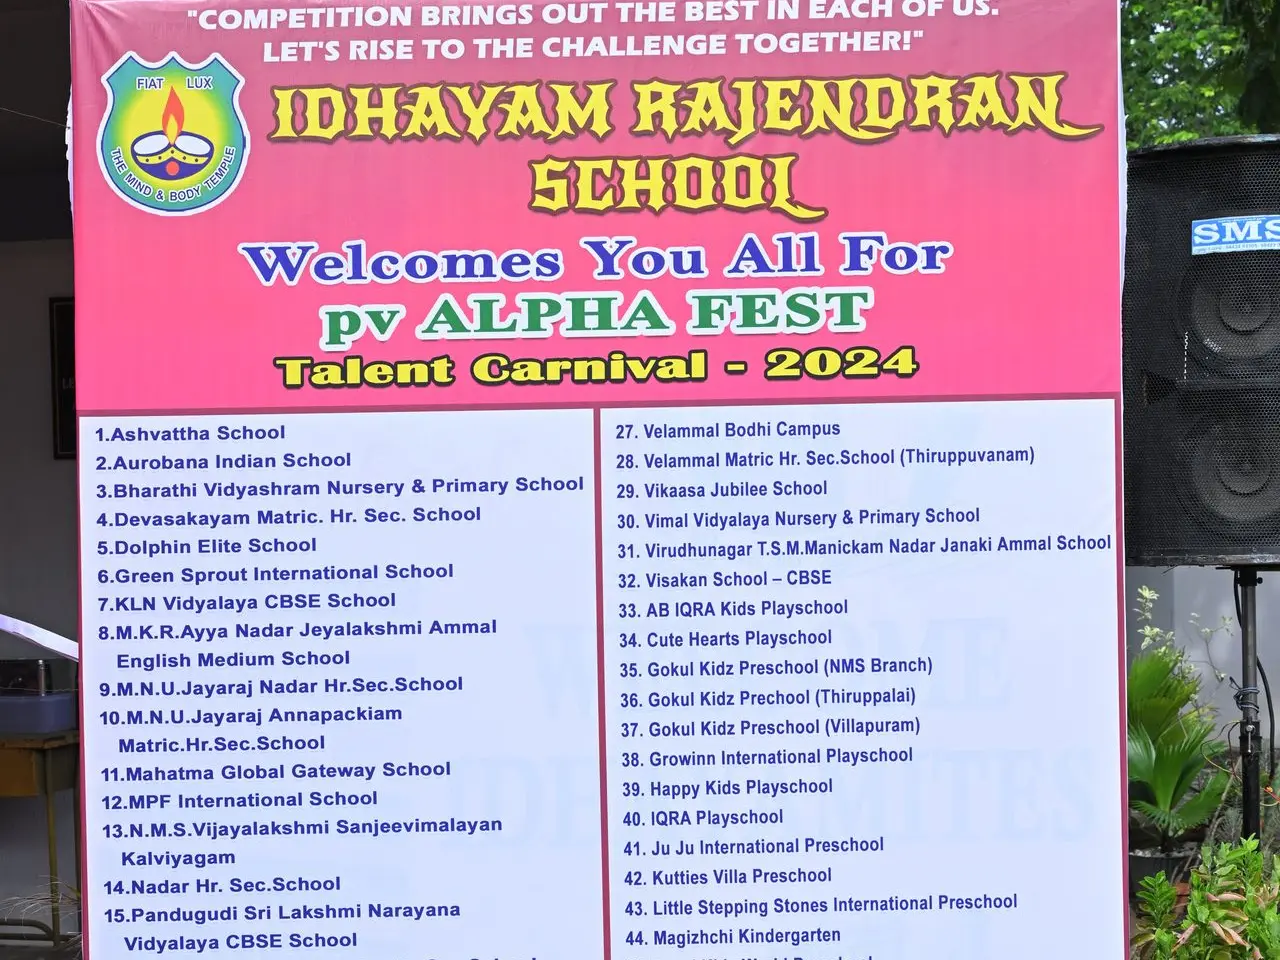 "COMPETITION BRINGS OUT THE BEST IN EACH OF US.
LET'S RISE TO THE CHALLENGE TOGETHER!"
FIAT LUX
THE MIND & BODY TEMPLE
IDHAYAM RAJENDRAN
SCHOOL
Welcomes You All For
pv ALPHA FEST
Talent Carnival - 2024
1.Ashvattha School
2.Aurobana Indian School
3.Bharathi Vidyashram Nursery & Primary School
4.Devasakayam Matric. Hr. Sec. School
5.Dolphin Elite School
6.Green Sprout International School
7.KLN Vidyalaya CBSE School
8.M.K.R.Ayya Nadar Jeyalakshmi Ammal
English Medium School
9.M.N.U.Jayaraj Nadar Hr.Sec.School
10.M.N.U.Jayaraj Annapackiam
Matric.Hr.Sec.School
11.Mahatma Global Gateway School
12.MPF International School
13.N.M.S.Vijayalakshmi Sanjeevimalayan
Kalviyagam
14.Nadar Hr. Sec.School
15.Pandugudi Sri Lakshmi Narayana
Vidyalaya CBSE School
27. Velammal Bodhi Campus
28. Velammal Matric Hr. Sec.School (Thiruppuvanam)
29. Vikaasa Jubilee School
30. Vimal Vidyalaya Nursery & Primary School
31. Virudhunagar T.S.M.Manickam Nadar Janaki Ammal School
32. Visakan School – CBSE
33. AB IQRA Kids Playschool
34. Cute Hearts Playschool
35. Gokul Kidz Preschool (NMS Branch)
36. Gokul Kidz Prechool (Thiruppalai)
37. Gokul Kidz Preschool (Villapuram)
38. Growinn International Playschool
39. Happy Kids Playschool
40. IQRA Playschool
41. Ju Ju International Preschool
42. Kutties Villa Preschool
43. Little Stepping Stones International Preschool
44. Magizhchi Kindergarten
SMS